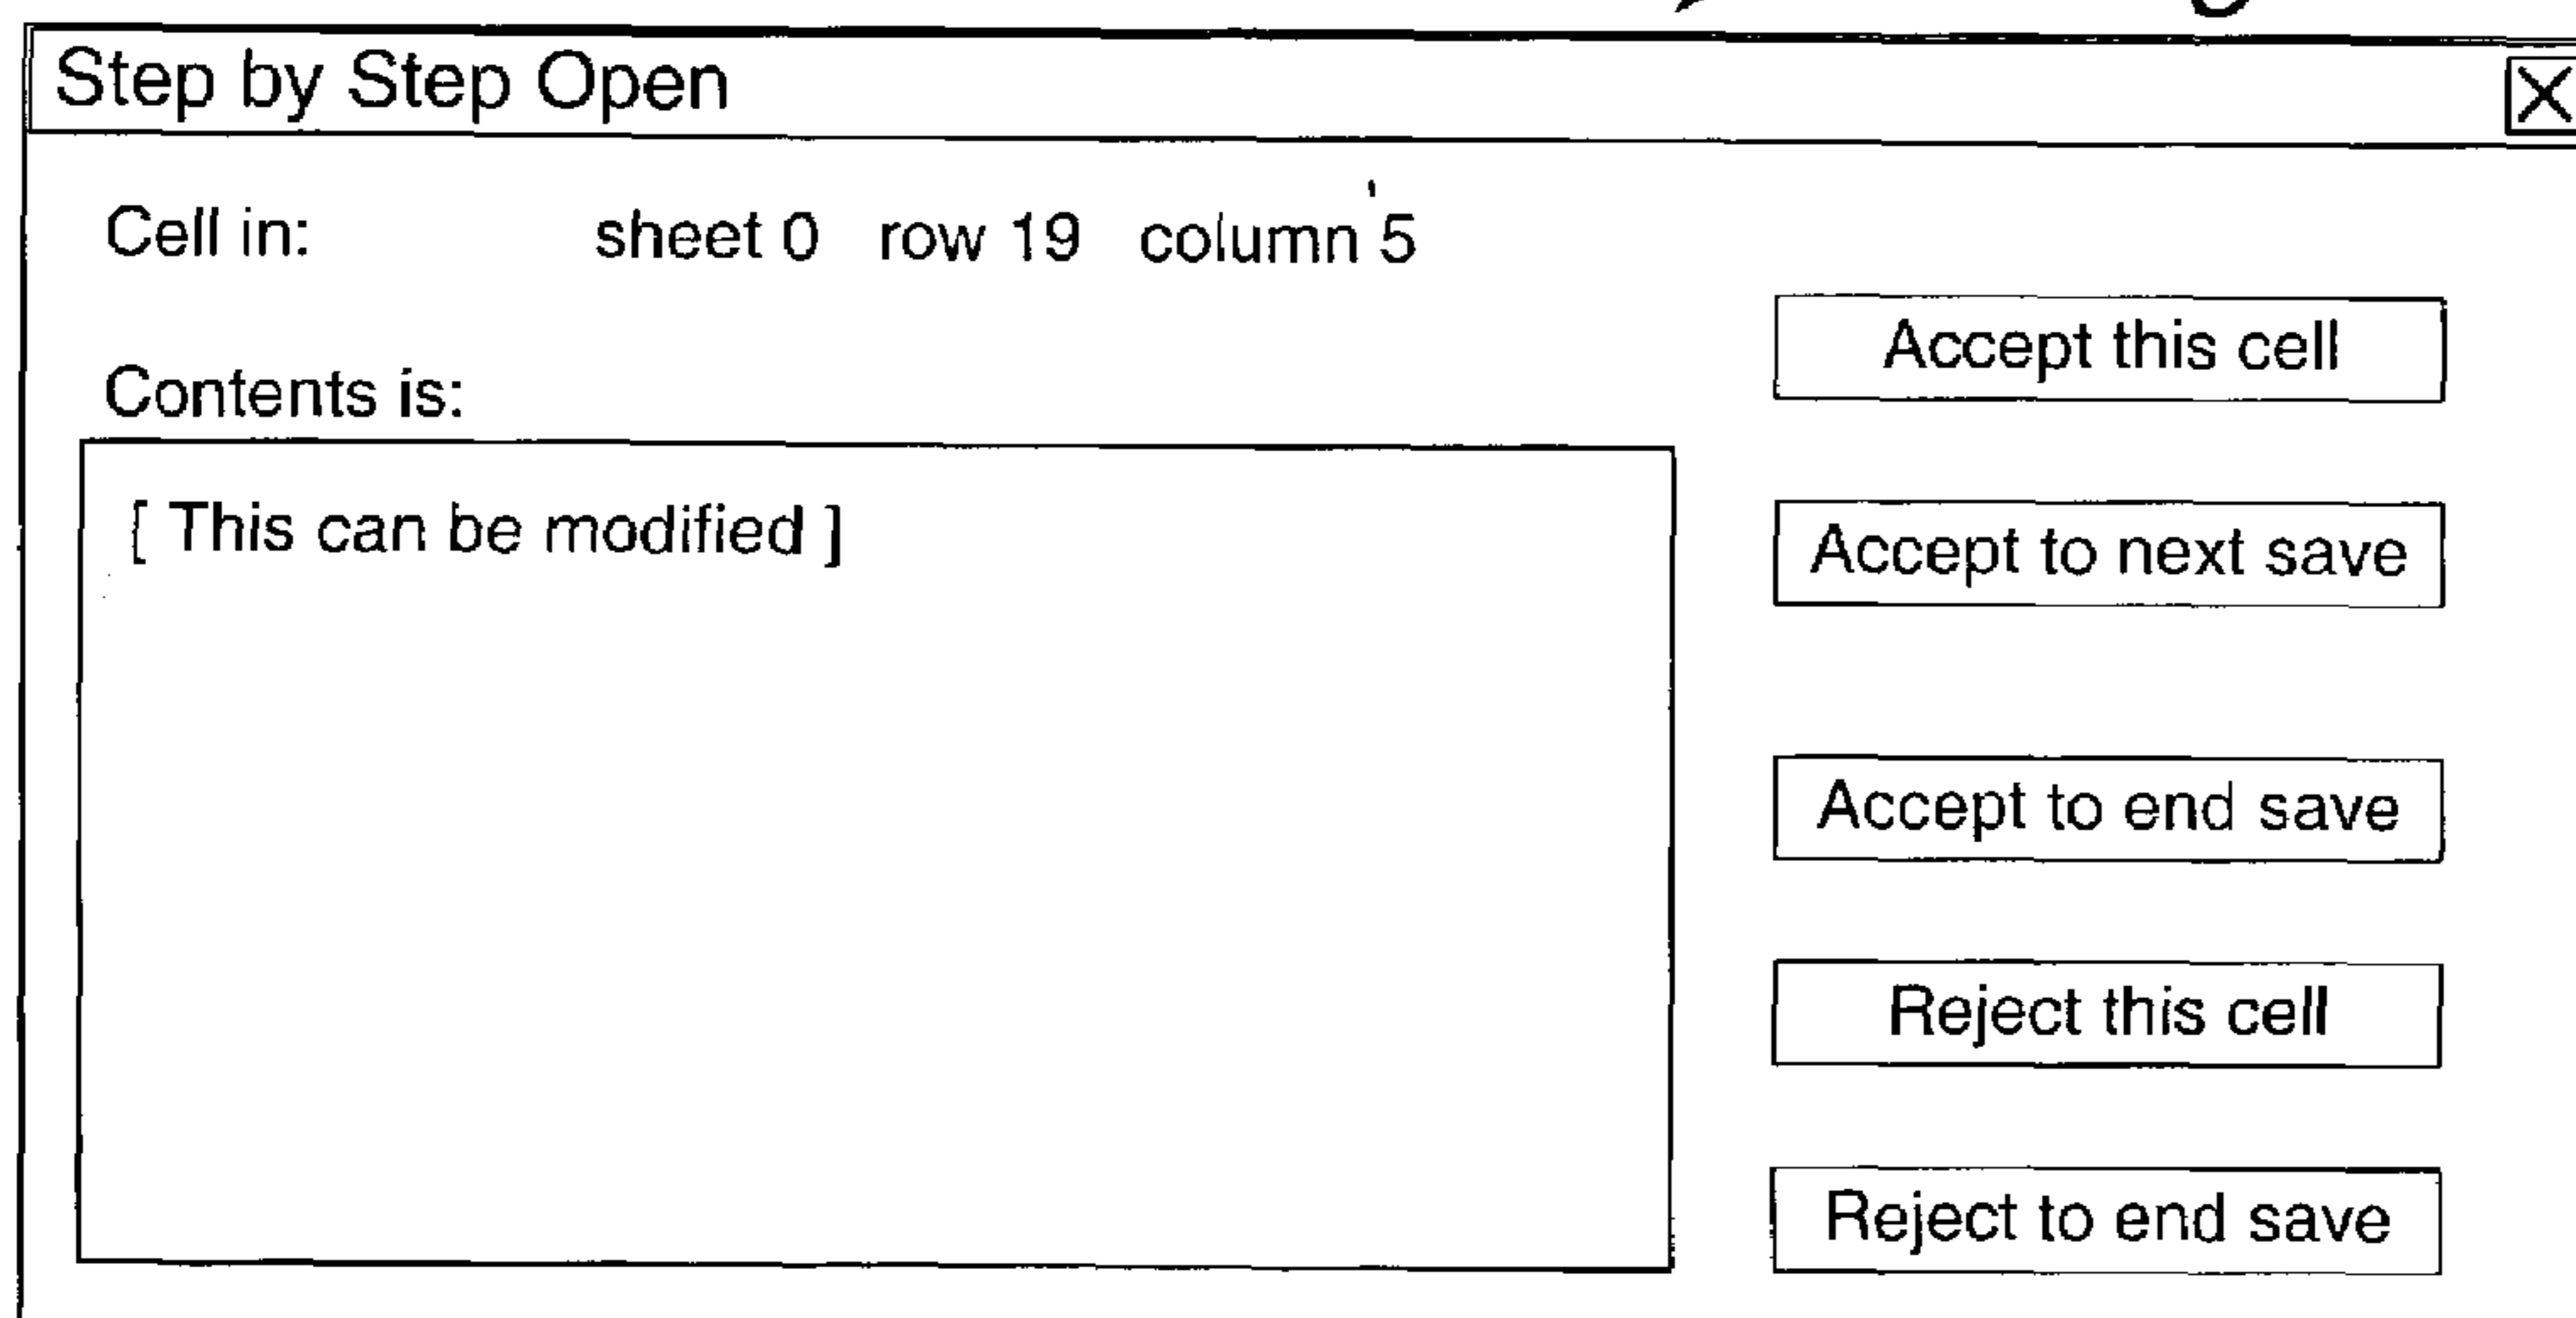 Step by Step Open
Cell in: sheet 0 row 19 column 5
Contents is:
[ This can be modified ]
Accept this cell
Accept to next save
Accept to end save
Reject this cell
Reject to end save